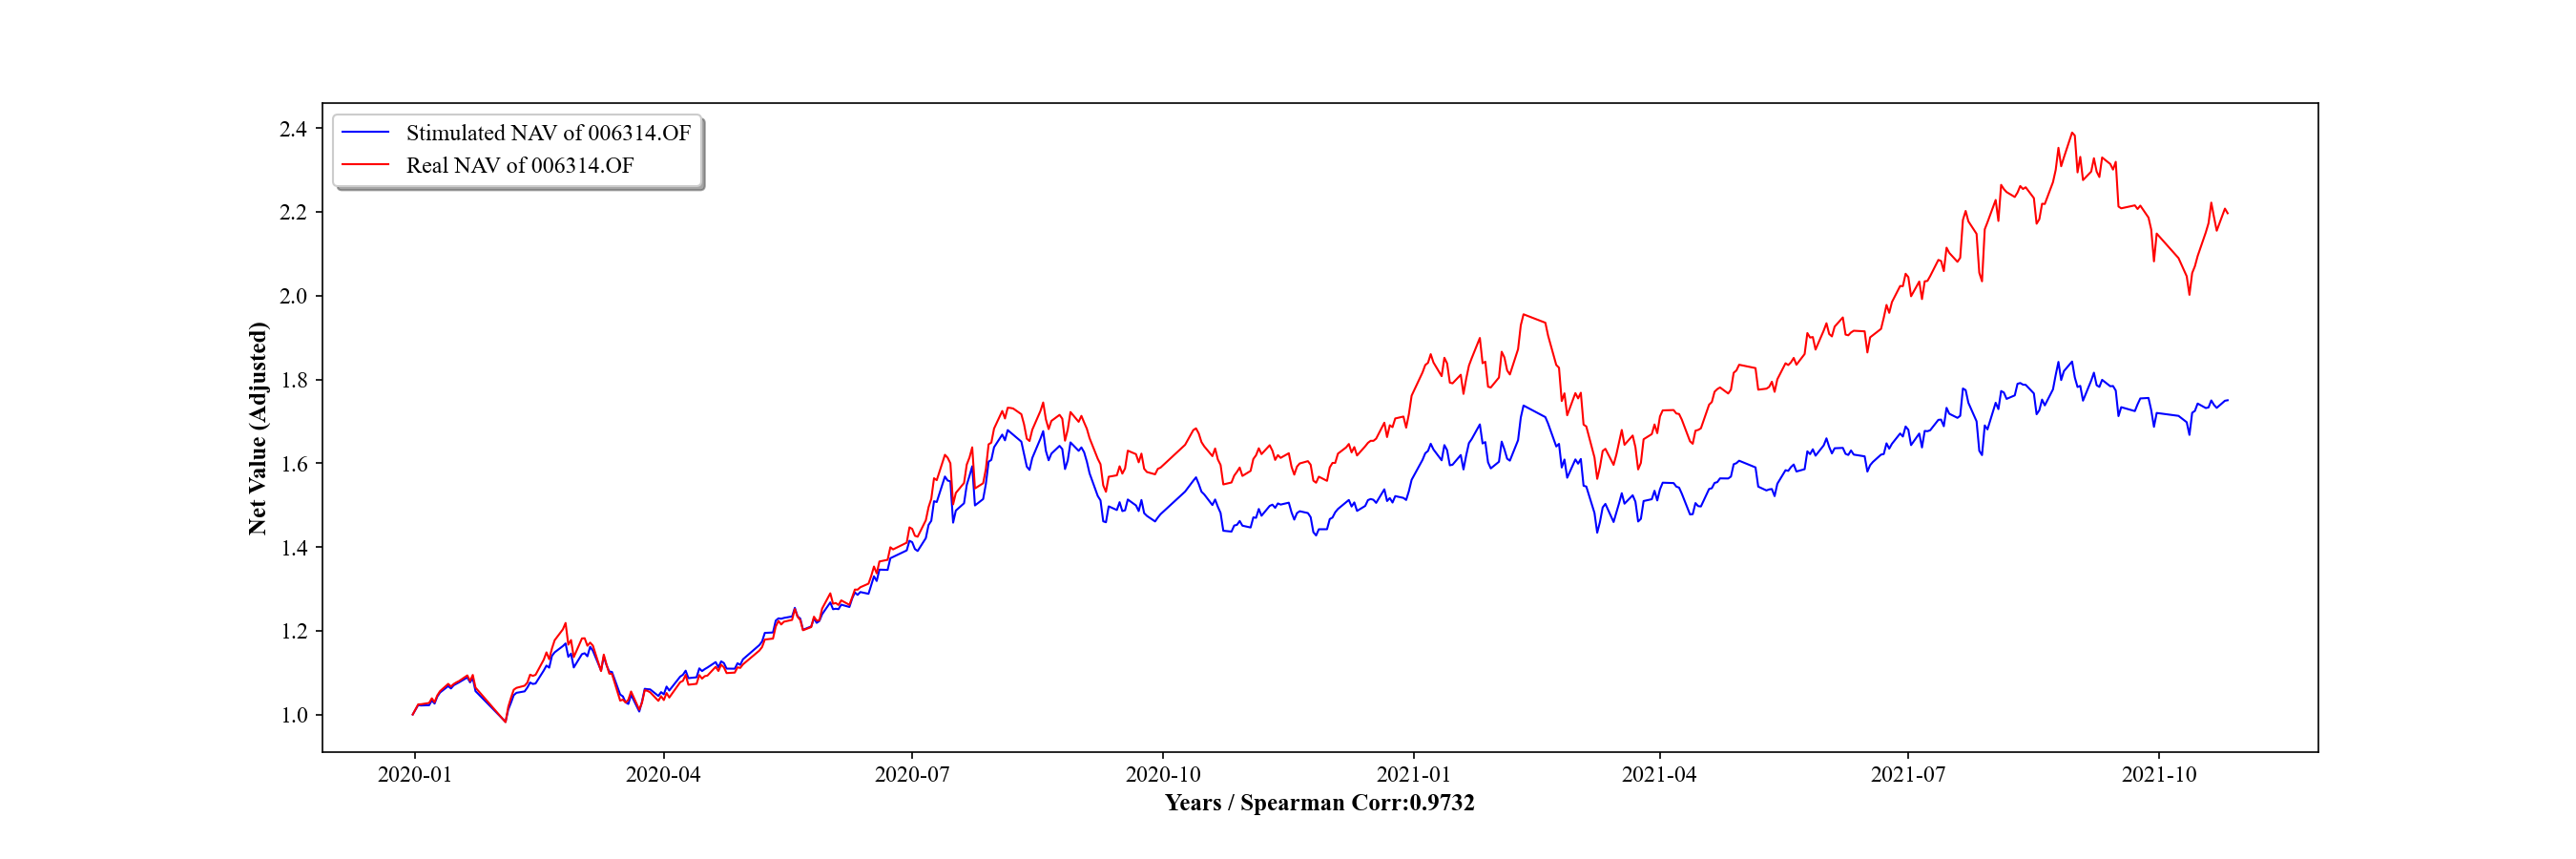 Stimulated NAV of 006314.OF
Real NAV of 006314.OF
Net Value (Adjusted)
2.4
2.2
2.0
1.8
1.6
1.4
1.2
1.0
2020-01 2020-04 2020-07 2020-10 2021-01 2021-04 2021-07 2021-10
Years / Spearman Corr:0.9732